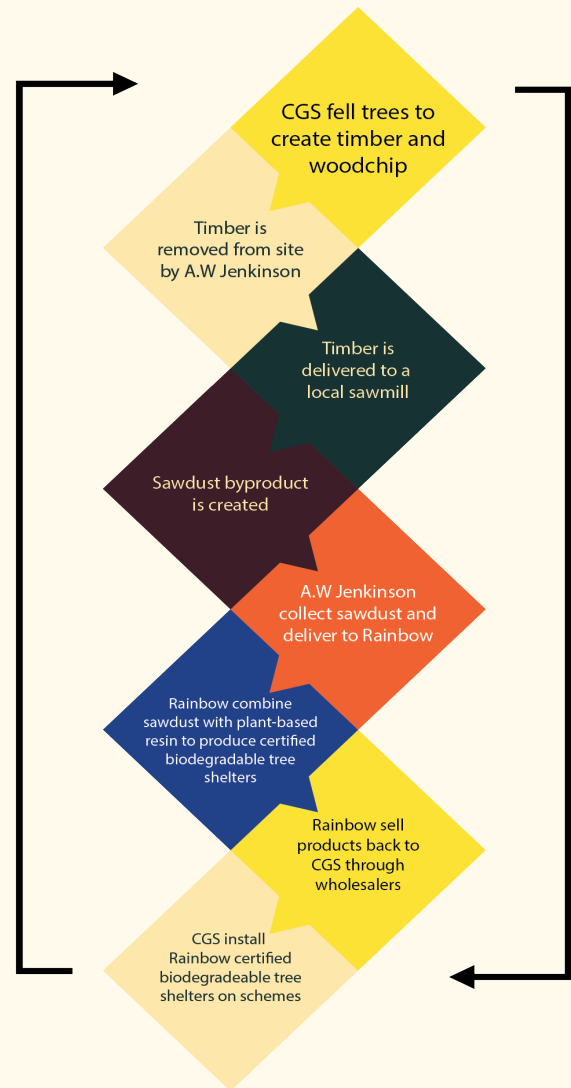 CGS fell trees to
create timber and
woodchip
Timber is
removed from site
by A.W Jenkinson
Timber is
delivered to a
local sawmill
Sawdust byproduct
is created
A.W Jenkinson
collect sawdust and
deliver to Rainbow
Rainbow combine
sawdust with plant-based
resin to produce certified
biodegradable tree
shelters
Rainbow sell
products back to
CGS through
wholesalers
CGS install
Rainbow certified
biodegradeable tree
shelters on schemes